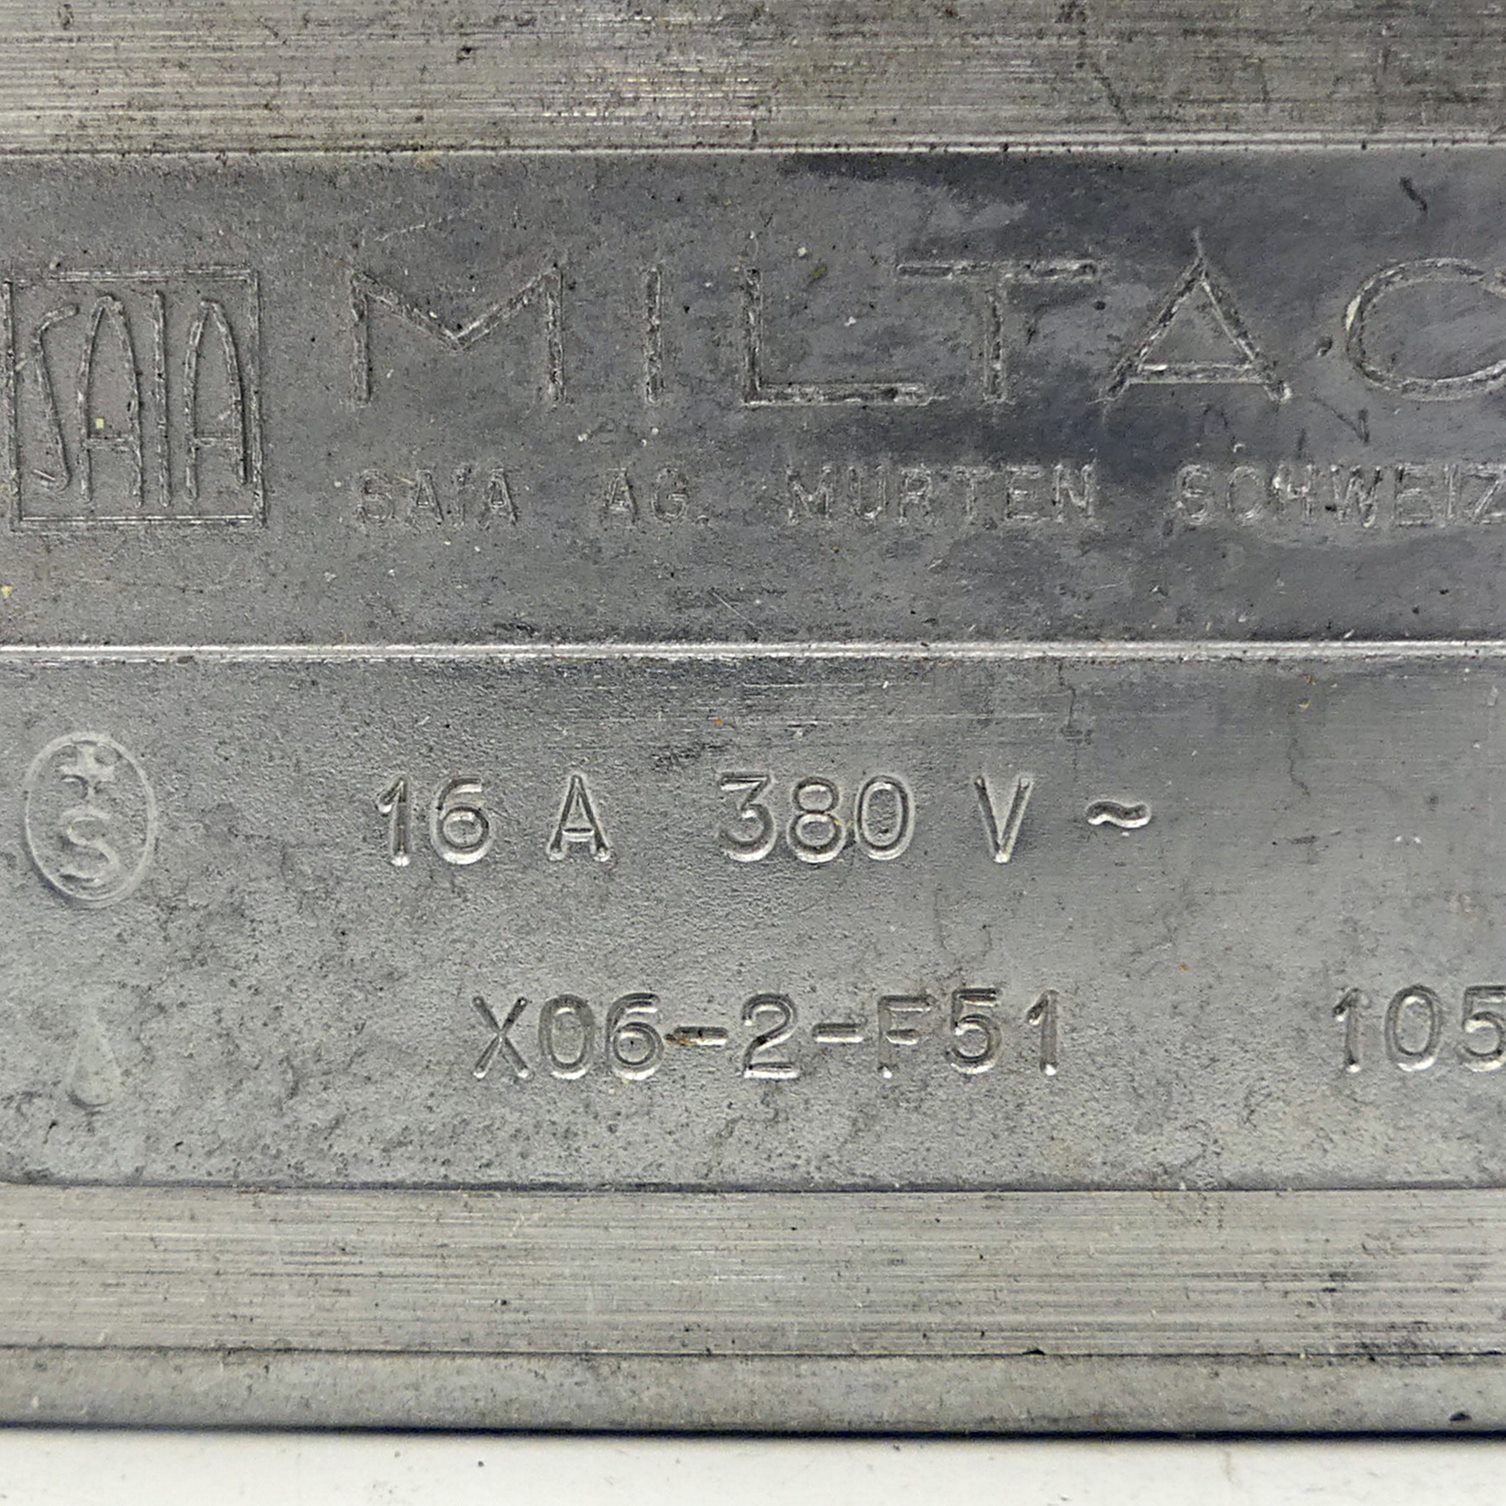 SAIA MILTAC
SAIA AG. MURTEN SCHWEIZ
+S 16 A 380 V ~
X06-2-F51 105